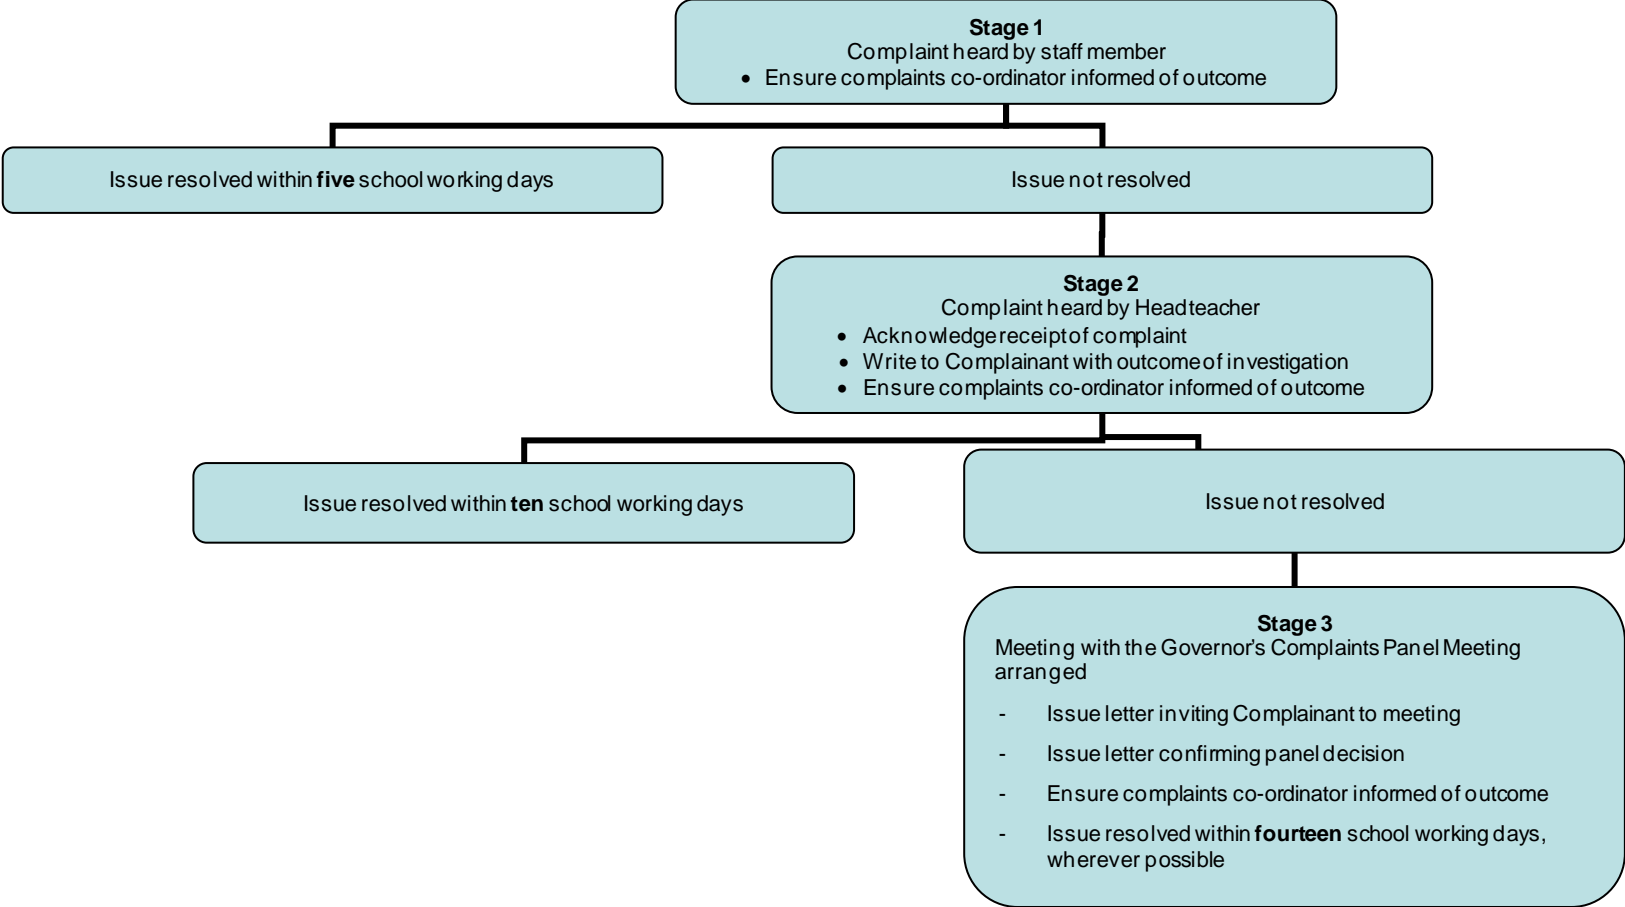 Stage 1
Complaint heard by staff member
• Ensure complaints co-ordinator informed of outcome
Issue resolved within five school working days
Issue not resolved
Stage 2
Complaint heard by Headteacher
• Acknowledge receipt of complaint
• Write to Complainant with outcome of investigation
• Ensure complaints co-ordinator informed of outcome
Issue resolved within ten school working days
Issue not resolved
Stage 3
Meeting with the Governor’s Complaints Panel Meeting
arranged
- Issue letter inviting Complainant to meeting
- Issue letter confirming panel decision
- Ensure complaints co-ordinator informed of outcome
- Issue resolved within fourteen school working days,
wherever possible